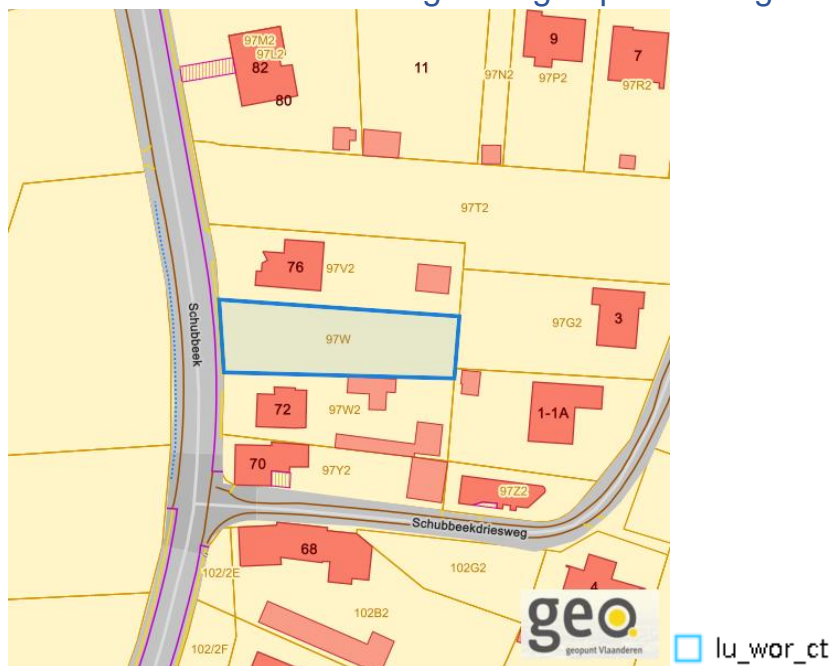 97M2
97L2
82
80
11
97N2
9
97P2
7
97R2
97T2
76
97V2
Schubbeek
97W
97G2
3
72
97W2
1-1A
70
97Y2
97Z2
Schubbeekdriesweg
68
102/2E
102G2
4
102B2
102/2F
geo
geopunt Vlaanderen
lu_wor_ct